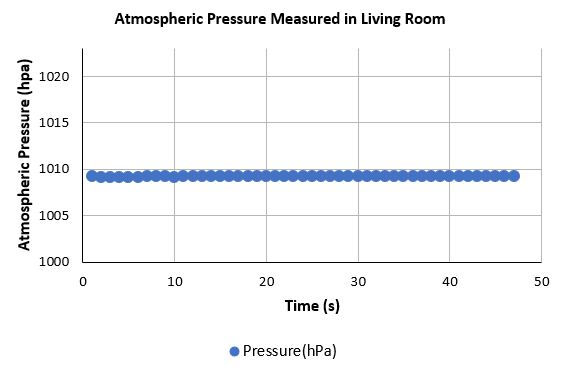 Atmospheric Pressure Measured in Living Room
Atmospheric Pressure (hpa)
1020
1015
1010
1005
1000
0 10 20 30 40 50
Time (s)
Pressure(hPa)